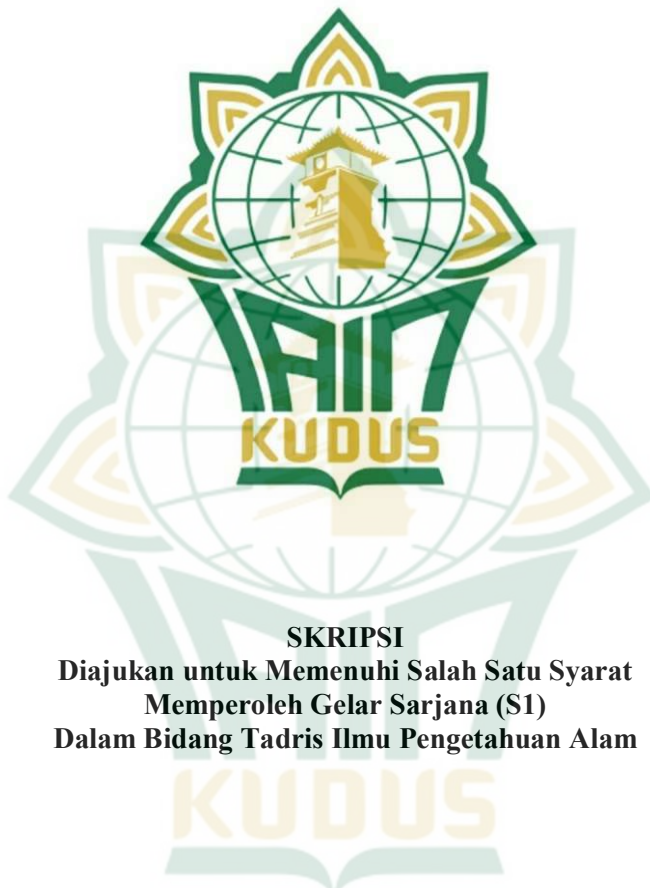 IAIN
KUDUS
SKRIPSI
Diajukan untuk Memenuhi Salah Satu Syarat
Memperoleh Gelar Sarjana (S1)
Dalam Bidang Tadris Ilmu Pengetahuan Alam
KUDUS